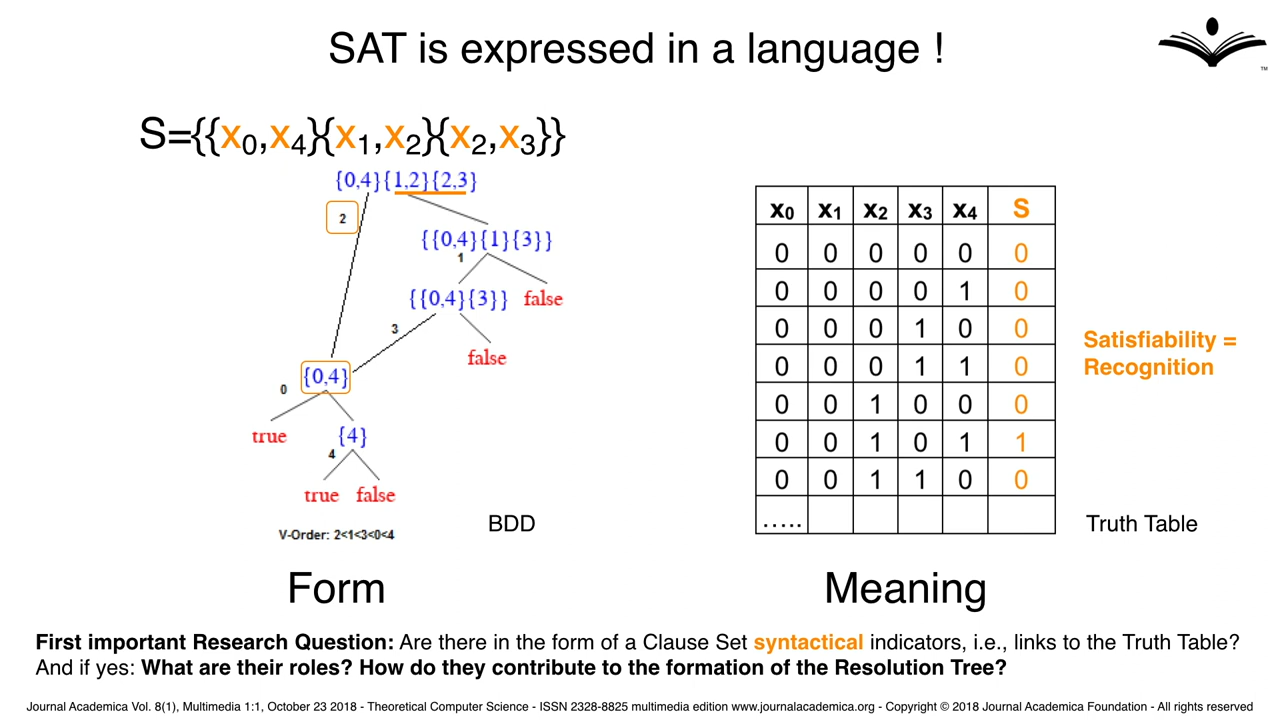 SAT is expressed in a language !
TM
S={{x₀,x₄}{x₁,x₂}{x₂,x₃}}
{0,4}{1,2}{2,3}
2
{{0,4}{1}{3}}
1
{{0,4}{3}} false
3
false
{0,4}
0
true {4}
4
true false
V-Order: 2<1<3<0<4
BDD
x₀ x₁ x₂ x₃ x₄ S
0 0 0 0 0 0
0 0 0 0 1 0
0 0 0 1 0 0
0 0 0 1 1 0
0 0 1 0 0 0
0 0 1 0 1 1
0 0 1 1 0 0
.....
Satisfiability =
Recognition
Truth Table
Form
Meaning
First important Research Question: Are there in the form of a Clause Set syntactical indicators, i.e., links to the Truth Table?
And if yes: What are their roles? How do they contribute to the formation of the Resolution Tree?
Journal Academica Vol. 8(1), Multimedia 1:1, October 23 2018 - Theoretical Computer Science - ISSN 2328-8825 multimedia edition www.journalacademica.org - Copyright © 2018 Journal Academica Foundation - All rights reserved